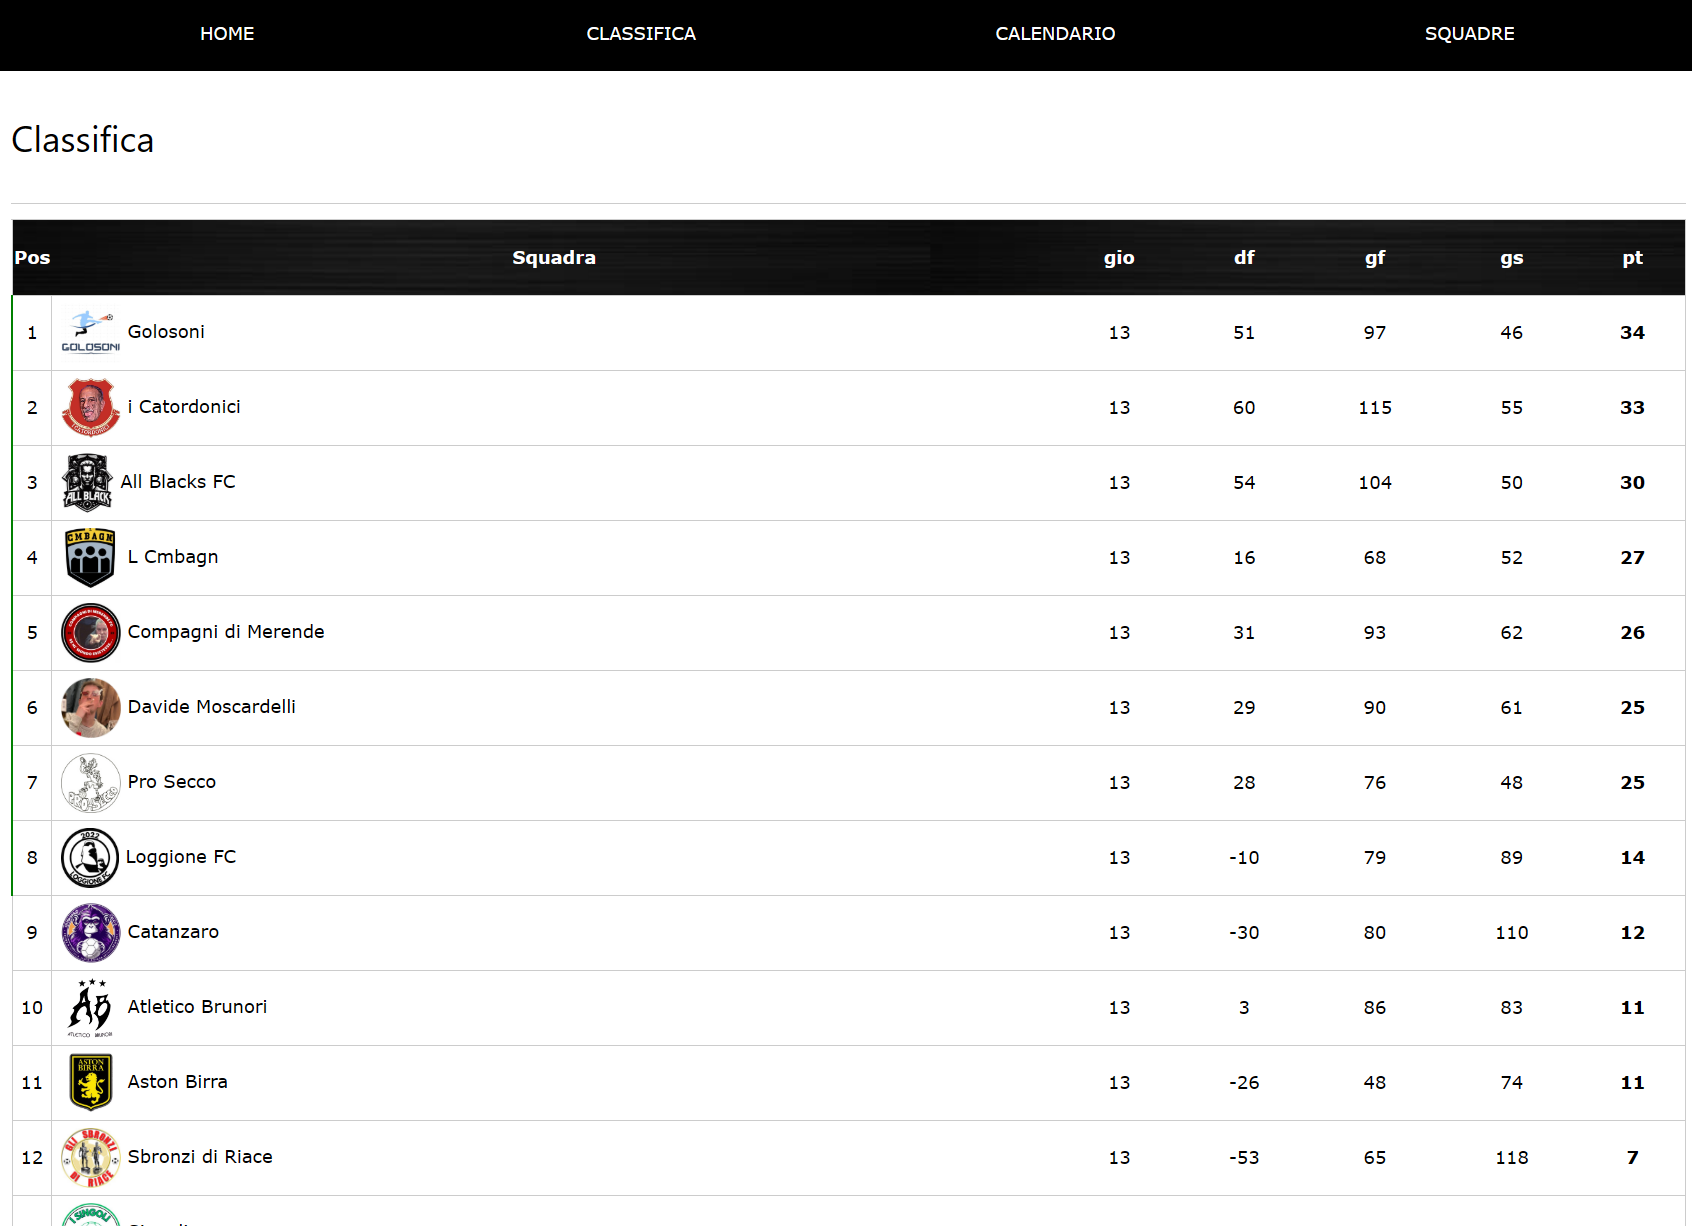 HOME CLASSIFICA CALENDARIO SQUADRE
Classifica
Pos Squadra gio df gf gs pt
1 GOLOSONI Golosoni 13 51 97 46 34
2 i Catordonici 13 60 115 55 33
3 ALL BLACK All Blacks FC 13 54 104 50 30
4 CMBAGN L Cmbagn 13 16 68 52 27
5 Compagni di Merende 13 31 93 62 26
6 Davide Moscardelli 13 29 90 61 25
7 PRO SECCO Pro Secco 13 28 76 48 25
8 2022 LOGGIONE FC Loggione FC 13 -10 79 89 14
9 Catanzaro 13 -30 80 110 12
10 AB ATLETICO BRUNORI Atletico Brunori 13 3 86 83 11
11 ASTON BIRRA Aston Birra 13 -26 48 74 11
12 GLI SBRONZI DI RIACE Sbronzi di Riace 13 -53 65 118 7
I SINGOLI